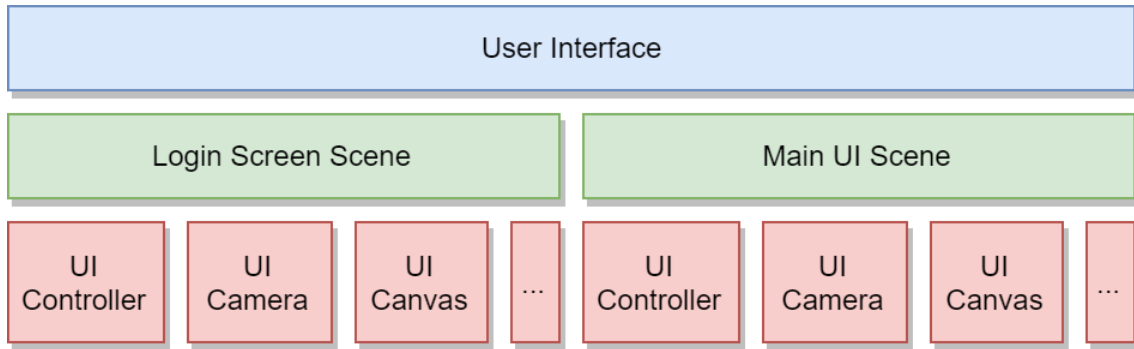 User Interface
Login Screen Scene
Main UI Scene
UI
Controller
UI
Camera
UI
Canvas
...
UI
Controller
UI
Camera
UI
Canvas
...